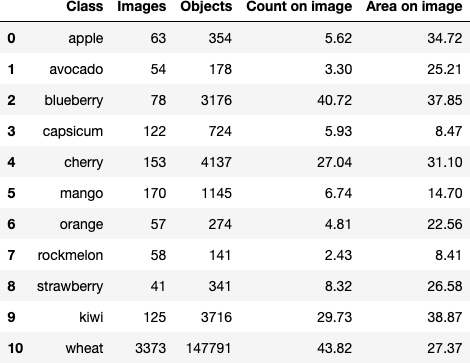 Class Images Objects Count on image Area on image
0 apple 63 354 5.62 34.72
1 avocado 54 178 3.30 25.21
2 blueberry 78 3176 40.72 37.85
3 capsicum 122 724 5.93 8.47
4 cherry 153 4137 27.04 31.10
5 mango 170 1145 6.74 14.70
6 orange 57 274 4.81 22.56
7 rockmelon 58 141 2.43 8.41
8 strawberry 41 341 8.32 26.58
9 kiwi 125 3716 29.73 38.87
10 wheat 3373 147791 43.82 27.37